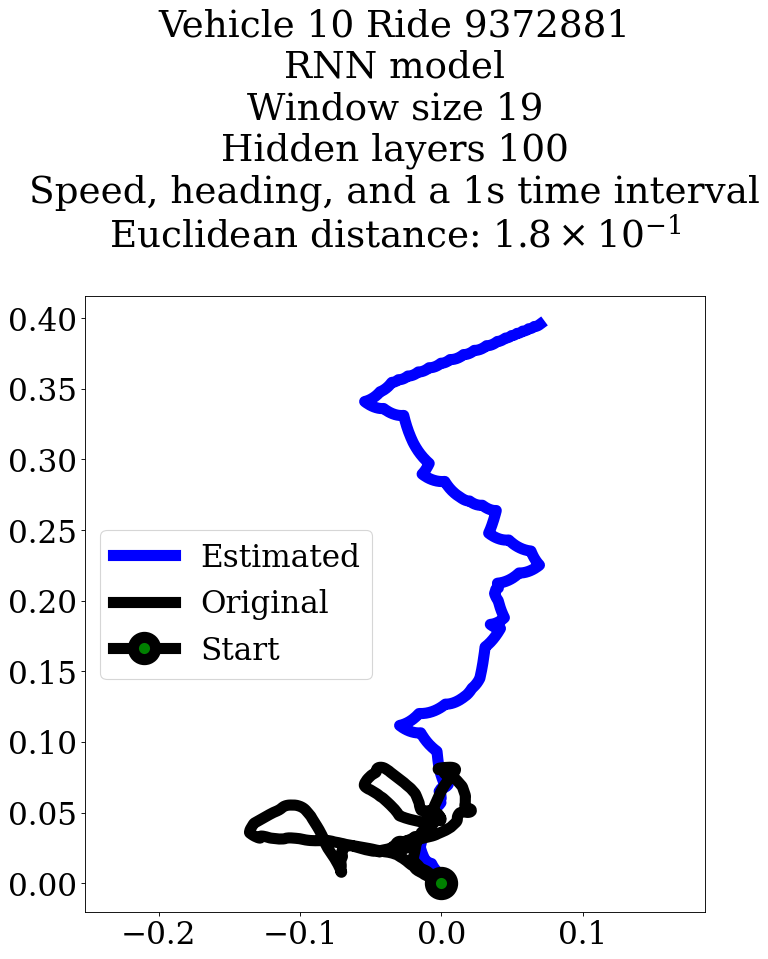 Vehicle 10 Ride 9372881
RNN model
Window size 19
Hidden layers 100
Speed, heading, and a 1s time interval
Euclidean distance: 1.8 × 10⁻¹
0.40
0.35
0.30
0.25
0.20
0.15
0.10
0.05
0.00
Estimated
Original
Start
−0.2
−0.1
0.0
0.1